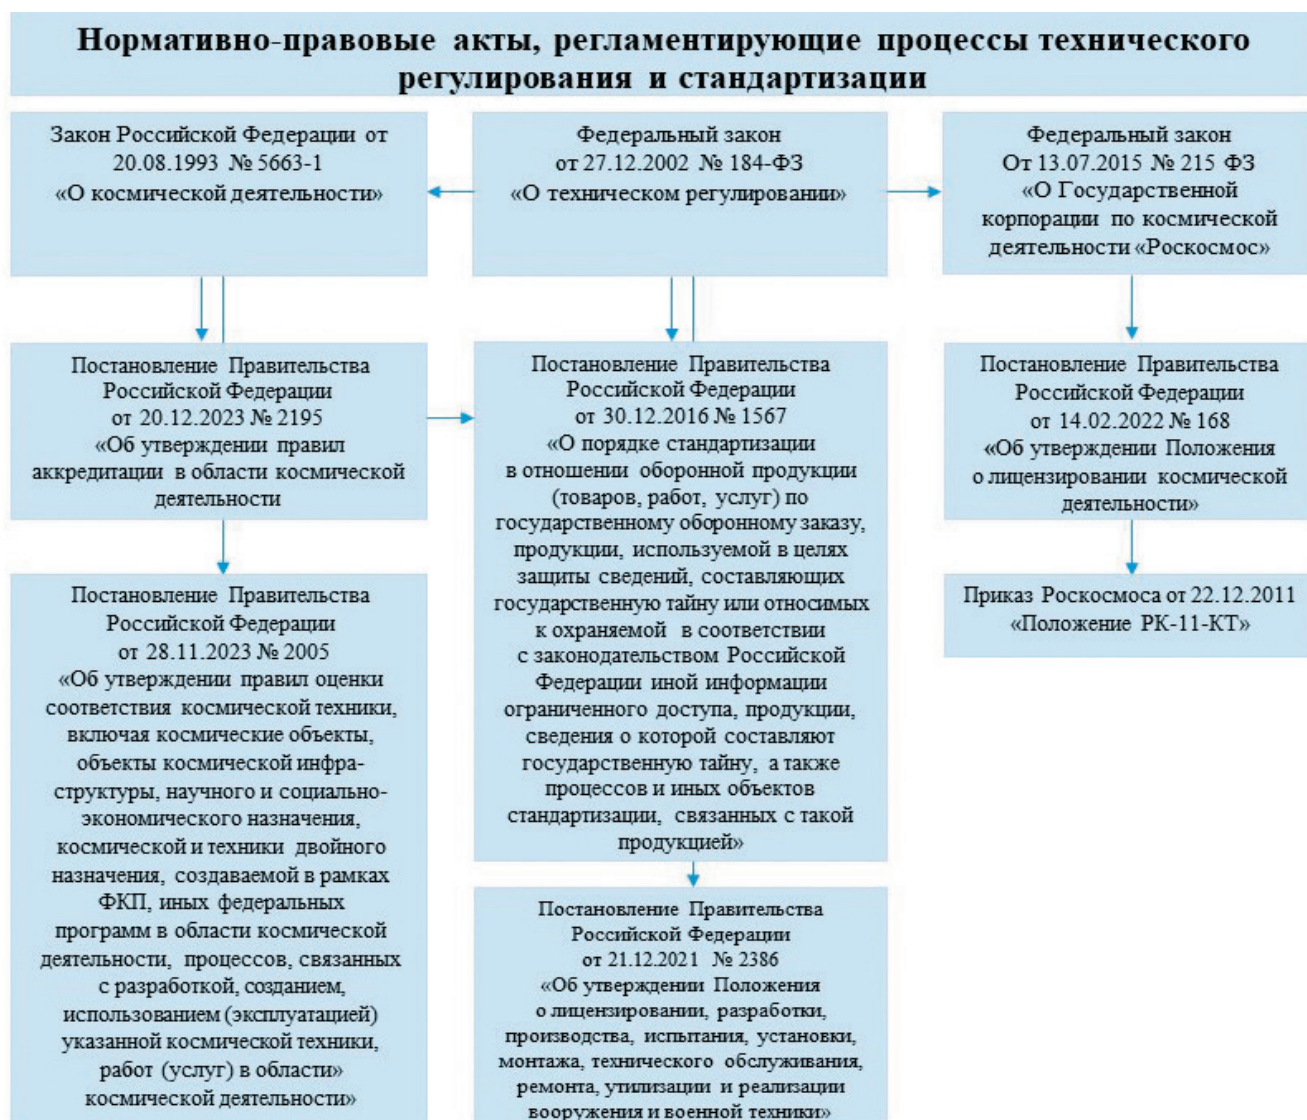 Нормативно-правовые акты, регламентирующие процессы технического
регулирования и стандартизации
Закон Российской Федерации от
20.08.1993 № 5663-1
«О космической деятельности»
Федеральный закон
от 27.12.2002 № 184-ФЗ
«О техническом регулировании»
Федеральный закон
От 13.07.2015 № 215 ФЗ
«О Государственной
корпорации по космической
деятельности «Роскосмос»
Постановление Правительства
Российской Федерации
от 20.12.2023 № 2195
«Об утверждении правил
аккредитации в области космической
деятельности
Постановление Правительства
Российской Федерации
от 30.12.2016 № 1567
«О порядке стандартизации
в отношении оборонной продукции
(товаров, работ, услуг) по
государственному оборонному заказу,
продукции, используемой в целях
защиты сведений, составляющих
государственную тайну или относимых
к охраняемой в соответствии
с законодательством Российской
Федерации иной информации
ограниченного доступа, продукции,
сведения о которой составляют
государственную тайну, а также
процессов и иных объектов
стандартизации, связанных с такой
продукцией»
Постановление Правительства
Российской Федерации
от 14.02.2022 № 168
«Об утверждении Положения
о лицензировании космической
деятельности»
Постановление Правительства
Российской Федерации
от 28.11.2023 № 2005
«Об утверждении правил оценки
соответствия космической техники,
включая космические объекты,
объекты космической инфра-
структуры, научного и социально-
экономического назначения,
космической и техники двойного
назначения, создаваемой в рамках
ФКП, иных федеральных
программ в области космической
деятельности, процессов, связанных
с разработкой, созданием,
использованием (эксплуатацией)
указанной космической техники,
работ (услуг) в области»
космической деятельности»
Приказ Роскосмоса от 22.12.2011
«Положение РК-11-КТ»
Постановление Правительства
Российской Федерации
от 21.12.2021 № 2386
«Об утверждении Положения
о лицензировании, разработки,
производства, испытания, установки,
монтажа, технического обслуживания,
ремонта, утилизации и реализации
вооружения и военной техники»